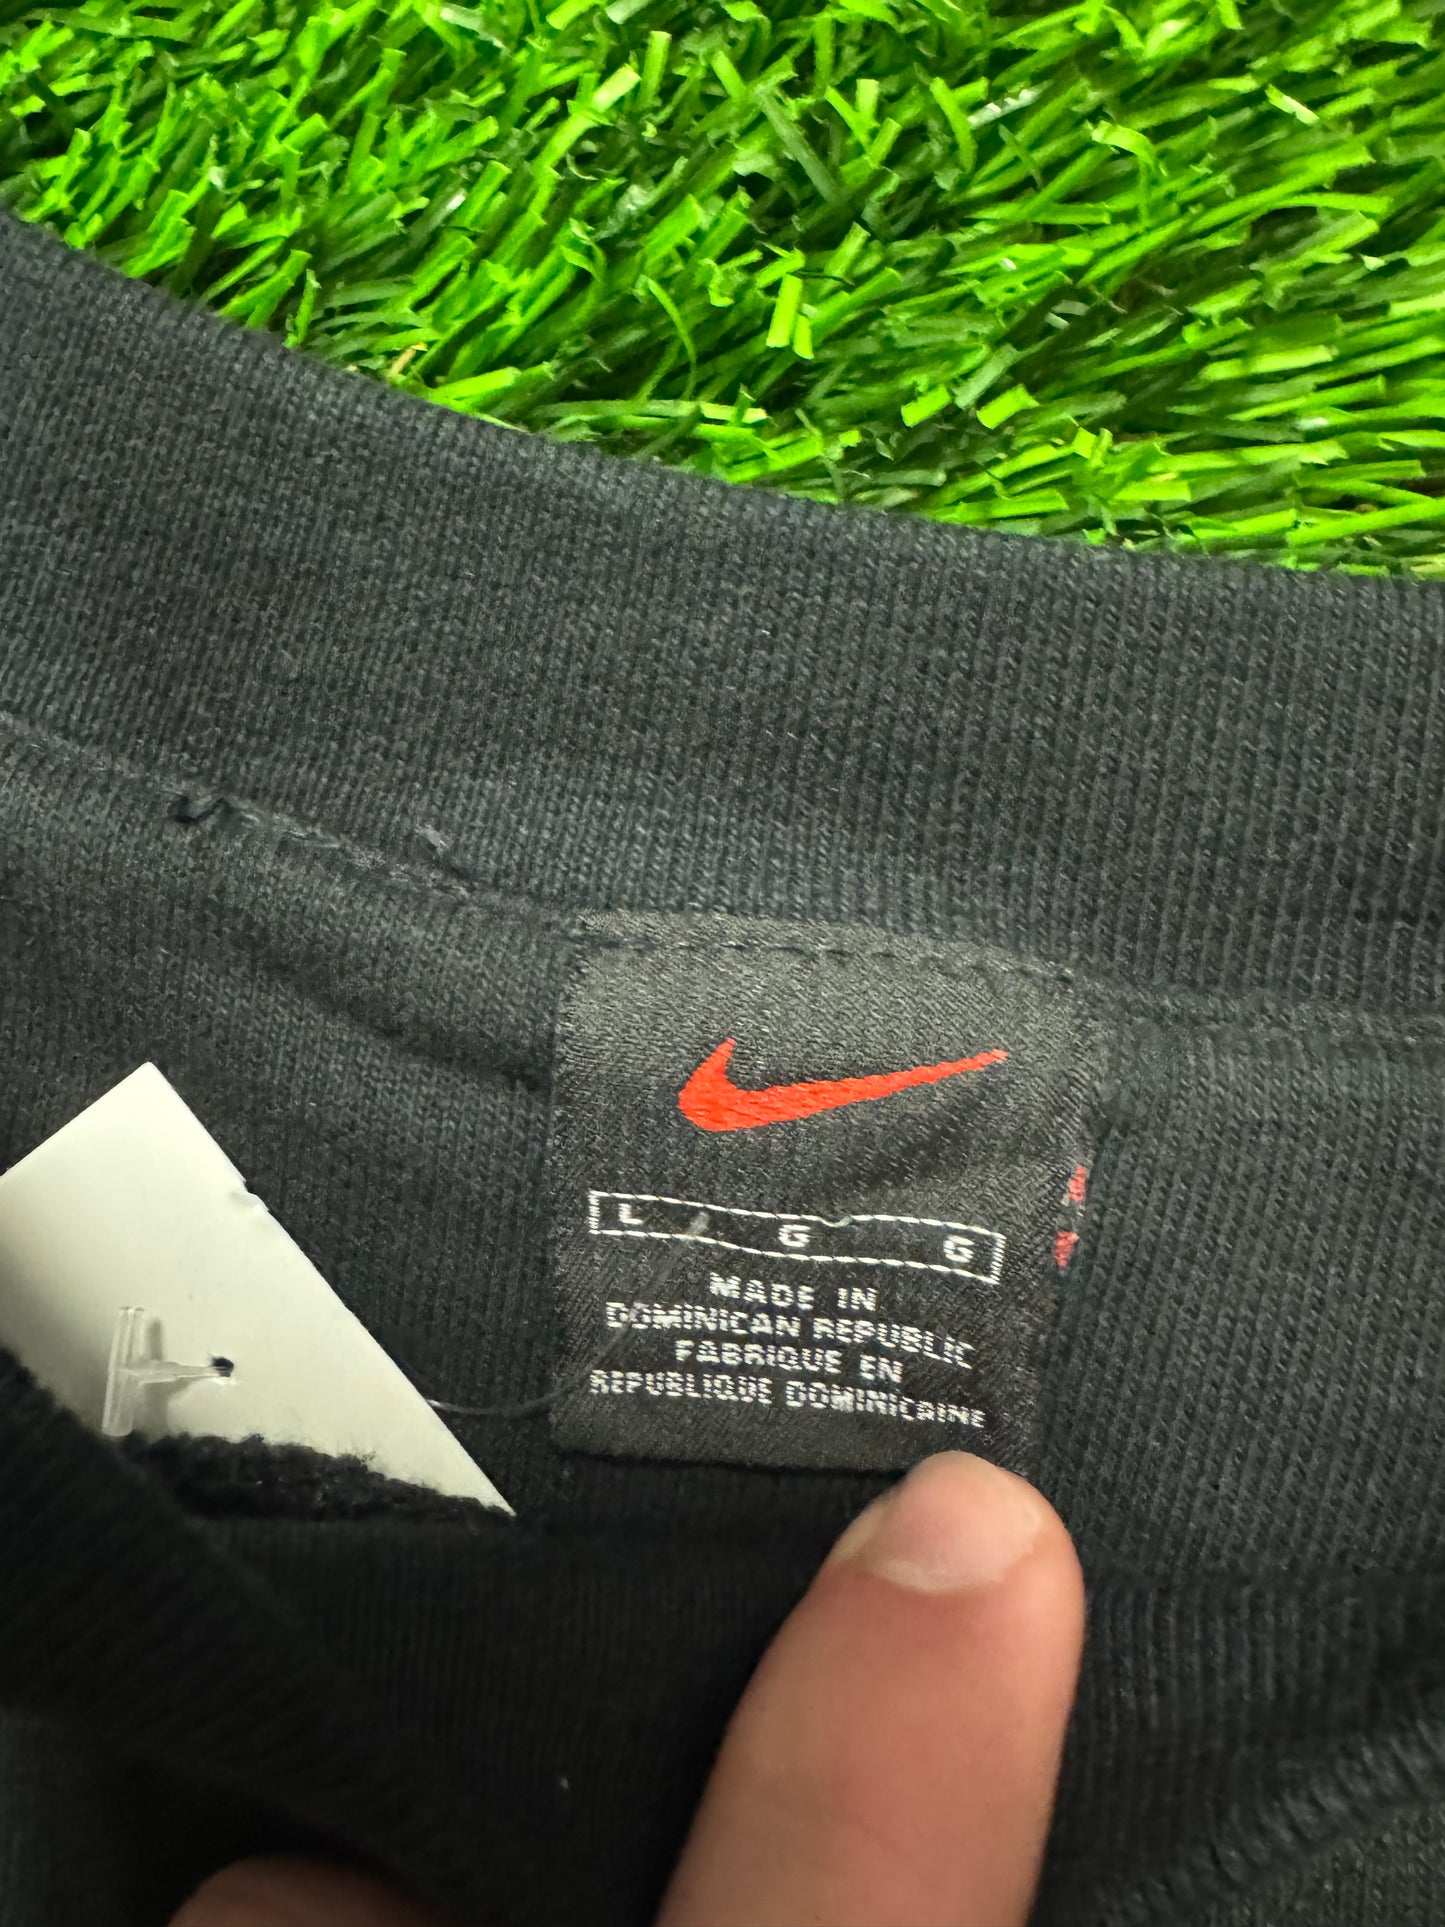 L G G
MADE IN
DOMINICAN REPUBLIC
FABRIQUE EN
REPUBLIQUE DOMINICAINE